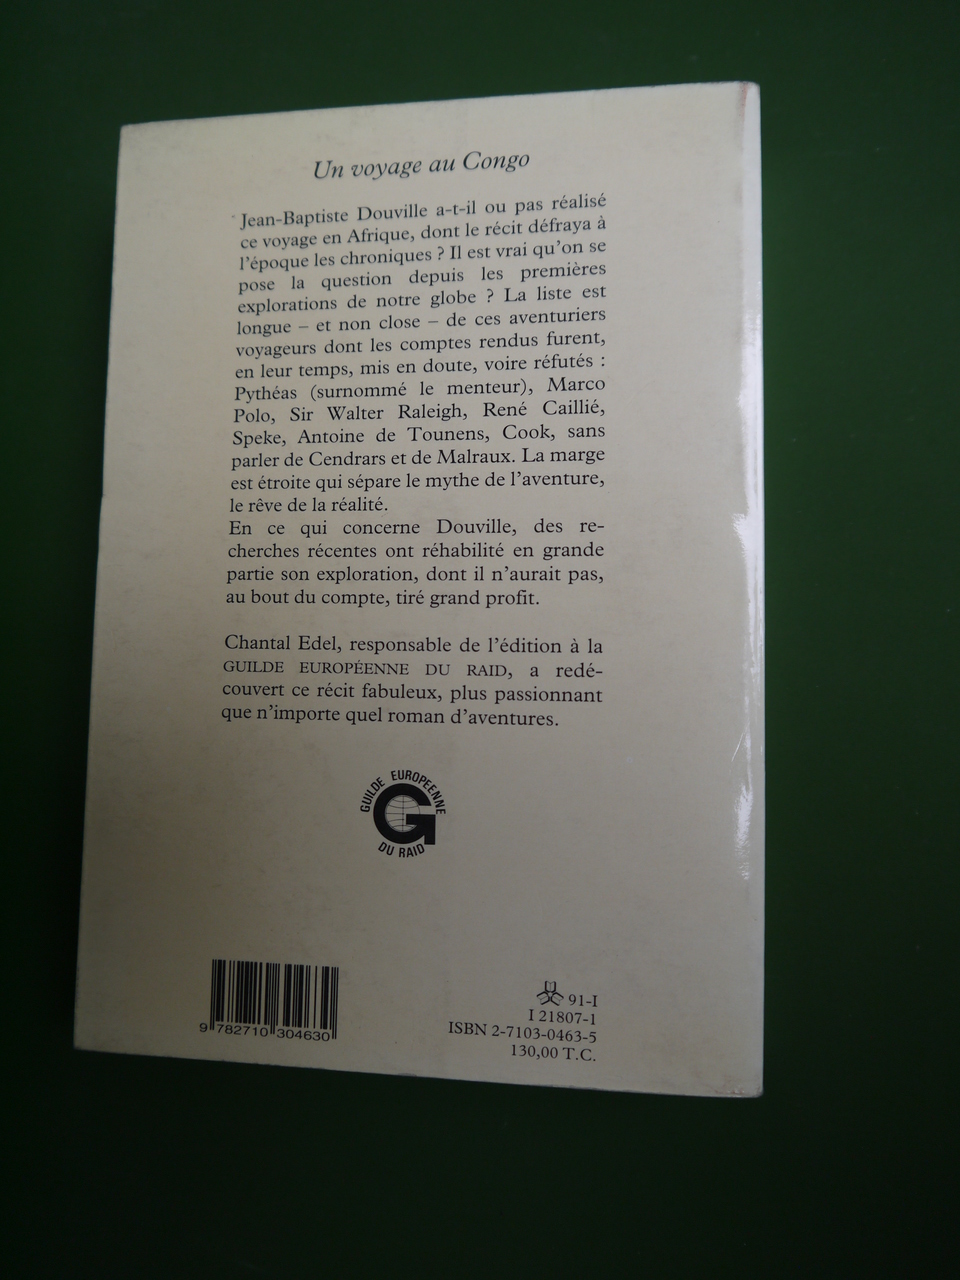 Un voyage au Congo
Jean-Baptiste Douville a-t-il ou pas réalisé
ce voyage en Afrique, dont le récit défraya à
l'époque les chroniques ? Il est vrai qu'on se
pose la question depuis les premières
explorations de notre globe ? La liste est
longue – et non close – de ces aventuriers
voyageurs dont les comptes rendus furent,
en leur temps, mis en doute, voire réfutés :
Pythéas (surnommé le menteur), Marco
Polo, Sir Walter Raleigh, René Caillié,
Speke, Antoine de Tounens, Cook, sans
parler de Cendrars et de Malraux. La marge
est étroite qui sépare le mythe de l'aventure,
le rêve de la réalité.
En ce qui concerne Douville, des re-
cherches récentes ont réhabilité en grande
partie son exploration, dont il n'aurait pas,
au bout du compte, tiré grand profit.
Chantal Edel, responsable de l'édition à la
GUILDE EUROPÉENNE DU RAID, a redé-
couvert ce récit fabuleux, plus passionnant
que n'importe quel roman d'aventures.
GUILDE EUROPÉENNE
DU RAID
9 782710 304630
91-I
I 21807-1
ISBN 2-7103-0463-5
130,00 T.C.